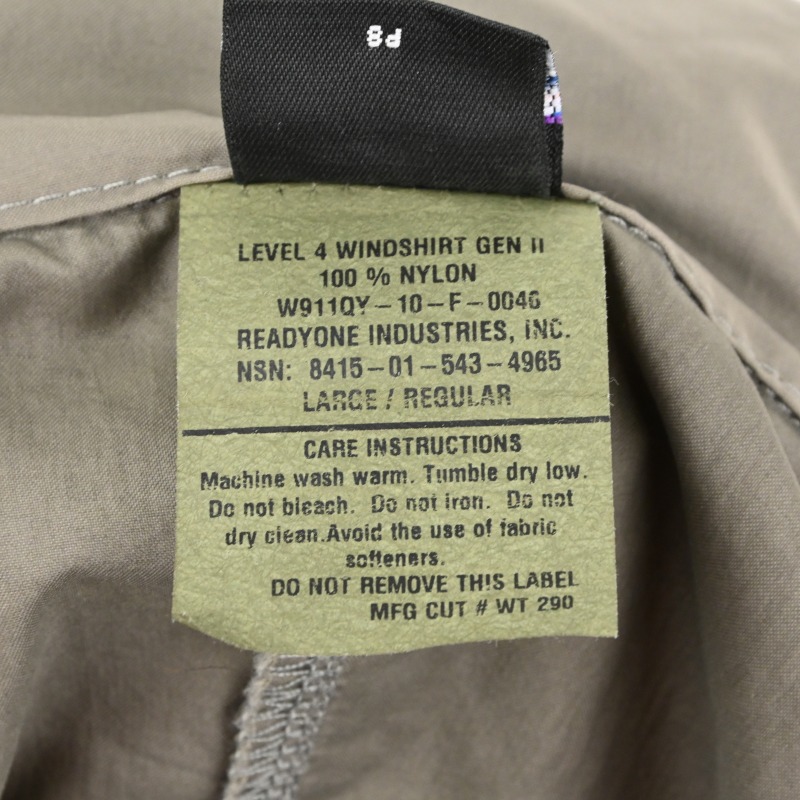 P8
LEVEL 4 WINDSHIRT GEN II
100 % NYLON
W911QY-10-F-0046
READYONE INDUSTRIES, INC.
NSN: 8415-01-543-4965
LARGE / REGULAR
CARE INSTRUCTIONS
Machine wash warm. Tumble dry low.
Do not bleach. Do not iron. Do not
dry clean.Avoid the use of fabric
softeners.
DO NOT REMOVE THIS LABEL
MFG CUT # WT 290